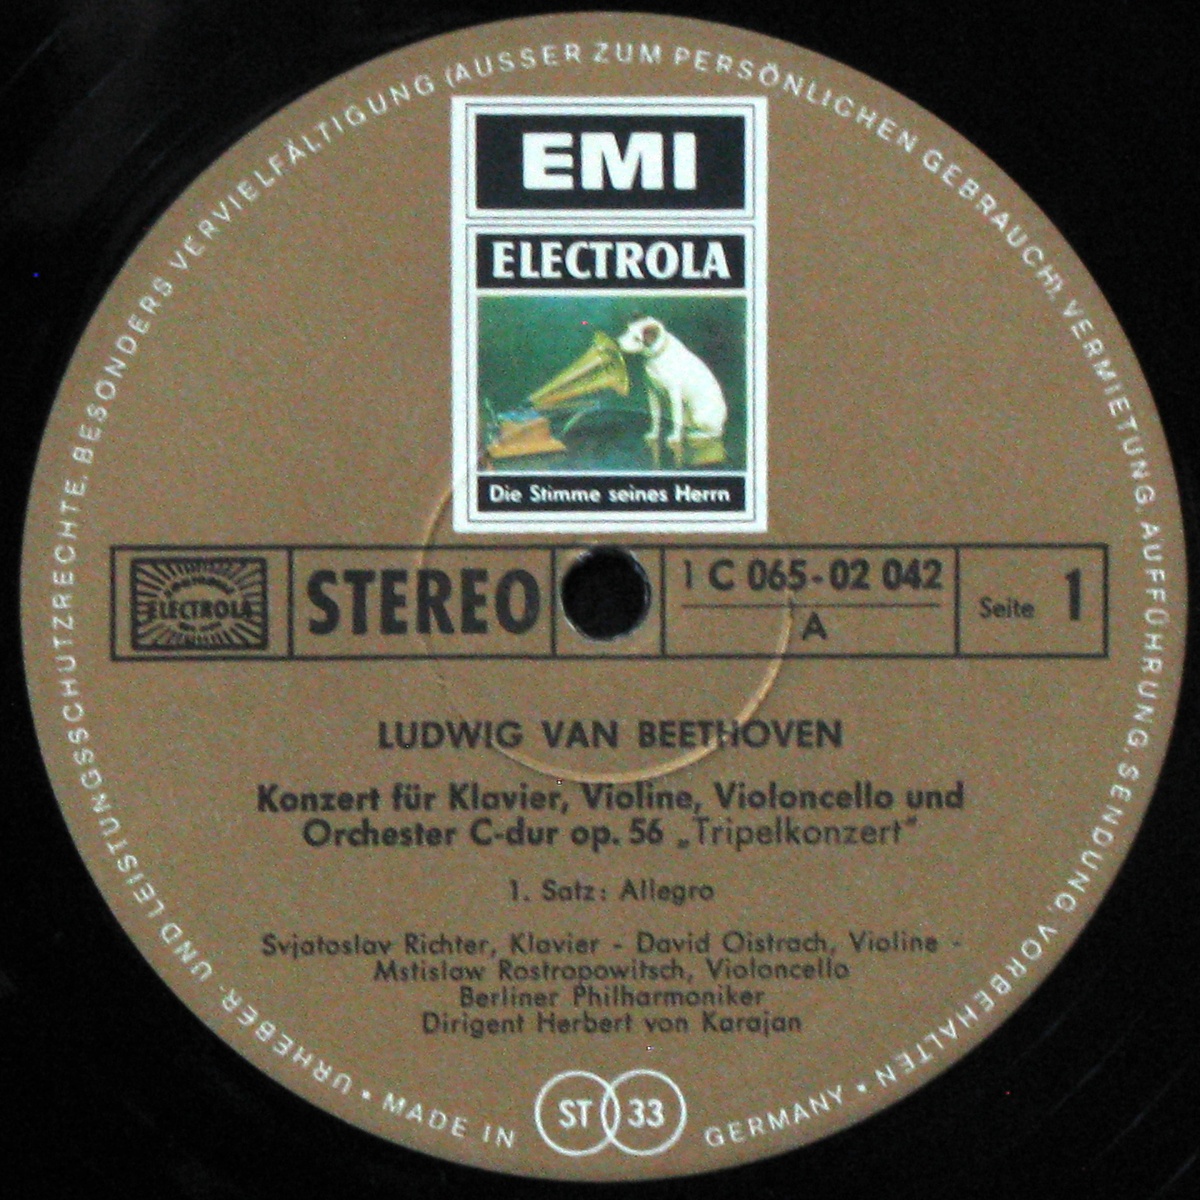 URHEBER- UND LEISTUNGSSCHUTZRECHTE, BESONDERS VERVIELFÄLTIGUNG (AUSSER ZUM PERSÖNLICHEN GEBRAUCH), VERMIETUNG, AUFFÜHRUNG, SENDUNG, VORBEHALTEN
EMI
ELECTROLA
Die Stimme seines Herrn
ELECTROLA
STEREO
1 C 065-02 042
A
Seite 1
LUDWIG VAN BEETHOVEN
Konzert für Klavier, Violine, Violoncello und
Orchester C-dur op. 56 „Tripelkonzert"
1. Satz: Allegro
Svjatoslav Richter, Klavier - David Oistrach, Violine -
Mstislaw Rostropowitsch, Violoncello
Berliner Philharmoniker
Dirigent Herbert von Karajan
• MADE IN GERMANY •
ST 33